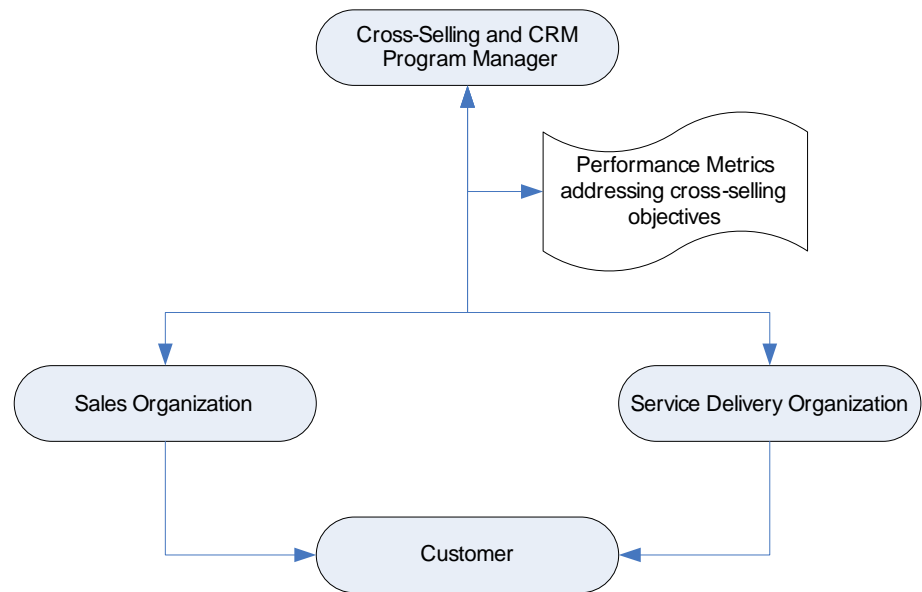 Cross-Selling and CRM
Program Manager
Performance Metrics
addressing cross-selling
objectives
Sales Organization
Service Delivery Organization
Customer